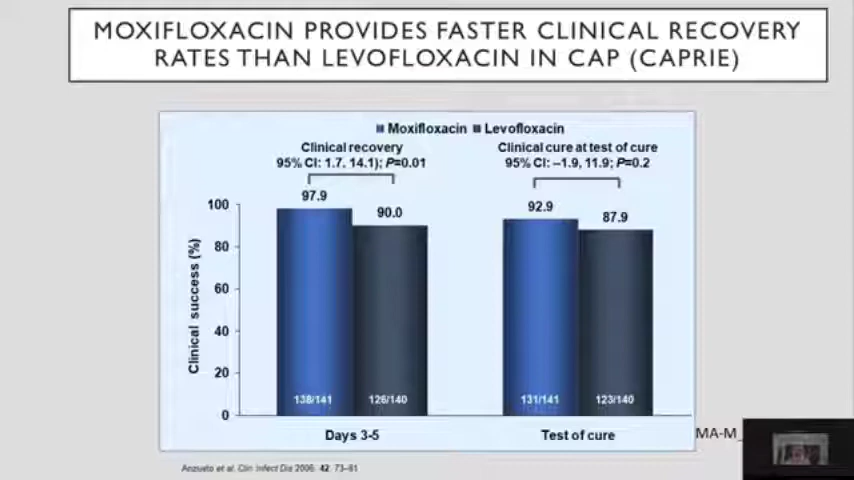 MOXIFLOXACIN PROVIDES FASTER CLINICAL RECOVERY
RATES THAN LEVOFLOXACIN IN CAP (CAPRIE)
Moxifloxacin Levofloxacin
Clinical recovery
95% CI: 1.7, 14.1); P=0.01
Clinical cure at test of cure
95% CI: –1.9, 11.9; P=0.2
97.9
90.0
92.9
87.9
Clinical success (%)
100
80
60
40
20
0
138/141
126/140
131/141
123/140
Days 3-5
Test of cure
MA-M_
Anzueto et al. Clin Infect Dis 2006; 42: 73–81